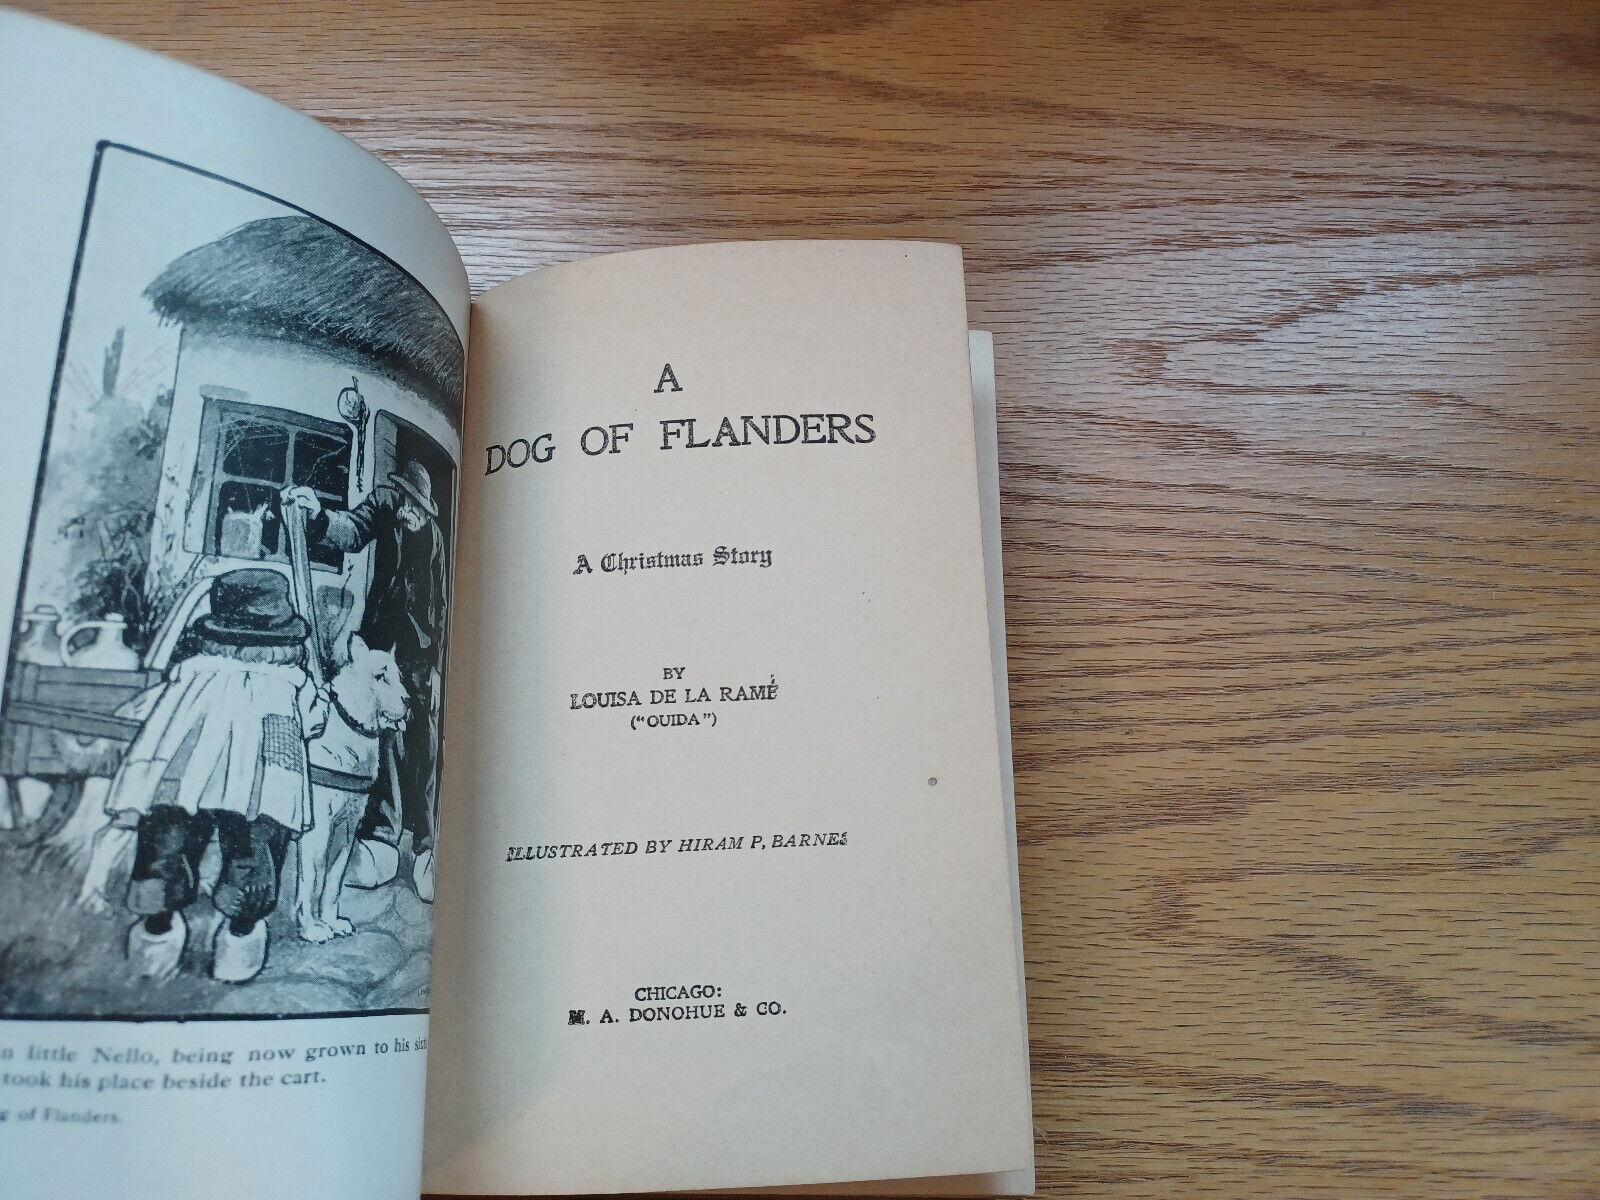 n little Nello, being now grown to his
took his place beside the cart.
of Flanders.
A
DOG OF FLANDERS
A Christmas Story
BY
LOUISA DE LA RAMÉ
("OUIDA")
ILLUSTRATED BY HIRAM P. BARNES
CHICAGO:
M. A. DONOHUE & CO.